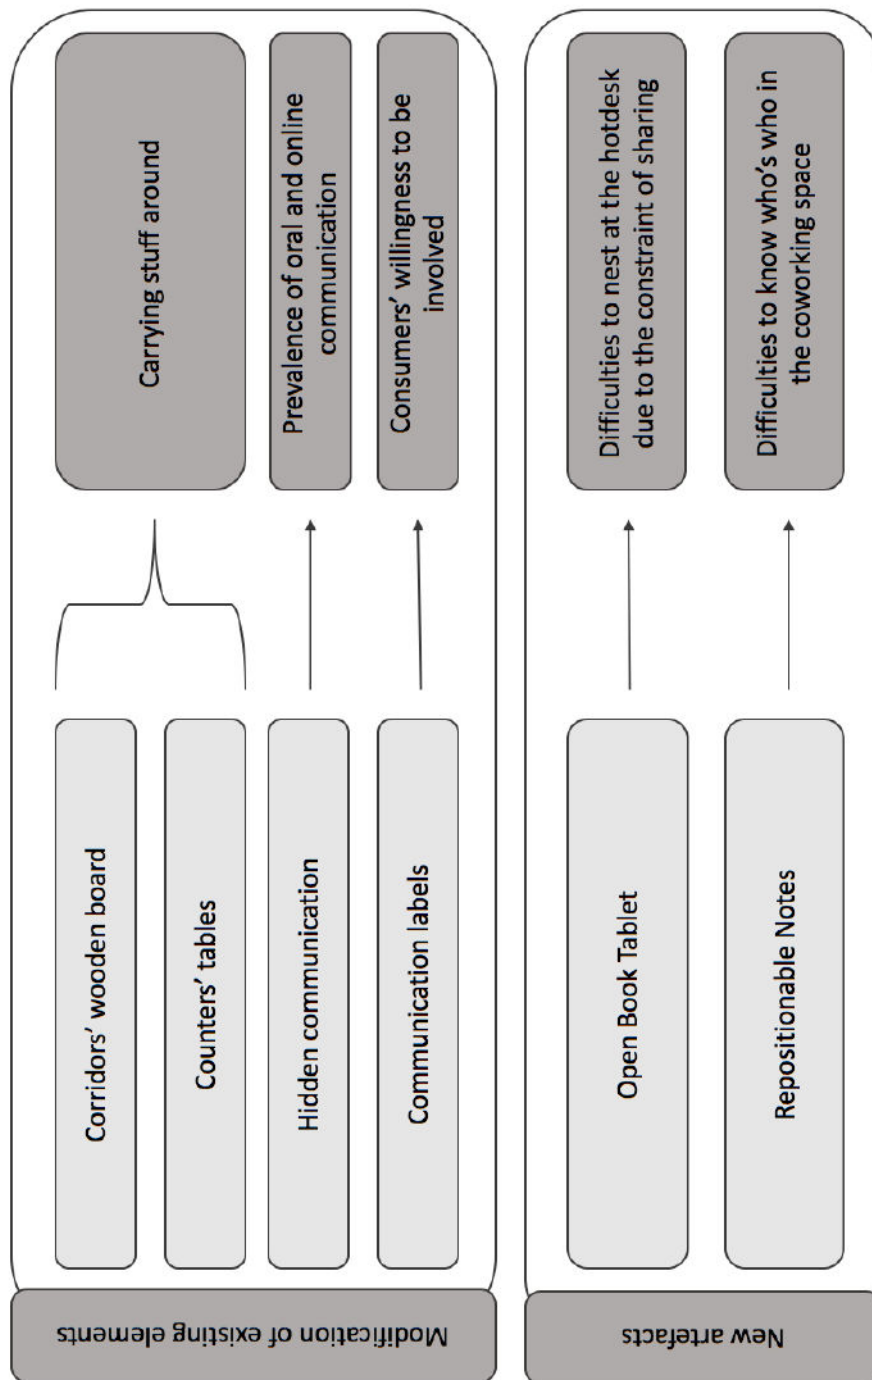 Modification of existing elements
Corridors' wooden board
Counters' tables
Carrying stuff around
Hidden communication
Prevalence of oral and online
communication
Communication labels
Consumers' willingness to be
involved
New artefacts
Open Book Tablet
Difficulties to nest at the hotdesk
due to the constraint of sharing
Repositionable Notes
Difficulties to know who's who in
the coworking space